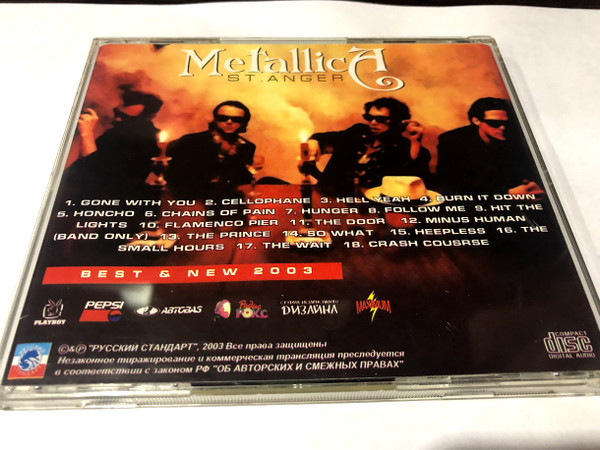 MetallicA
ST. ANGER
1. GONE WITH YOU 2. CELLOPHANE 3. HELL YEAH 4. BURN IT DOWN
5. HONCHO 6. CHAINS OF PAIN 7. HUNGER 8. FOLLOW ME 9. HIT THE
LIGHTS 10. FLAMENCO PIER 11. THE DOOR 12. MINUS HUMAN
(BAND ONLY) 13. THE PRINCE 14. SO WHAT 15. HEEPLESS 16. THE
SMALL HOURS 17. THE WAIT 18. CRASH COUSRSE
BEST & NEW 2003
PLAYBOY PEPSI АВТОВАЗ РОКС ДИЗАЙНА MAXIMUM
COMPACT
disc
DIGITAL AUDIO
©&℗ "РУССКИЙ СТАНДАРТ", 2003 Все права защищены
Незаконное тиражирование и коммерческая трансляция преследуется
в соответствии с законом РФ "ОБ АВТОРСКИХ И СМЕЖНЫХ ПРАВАХ"